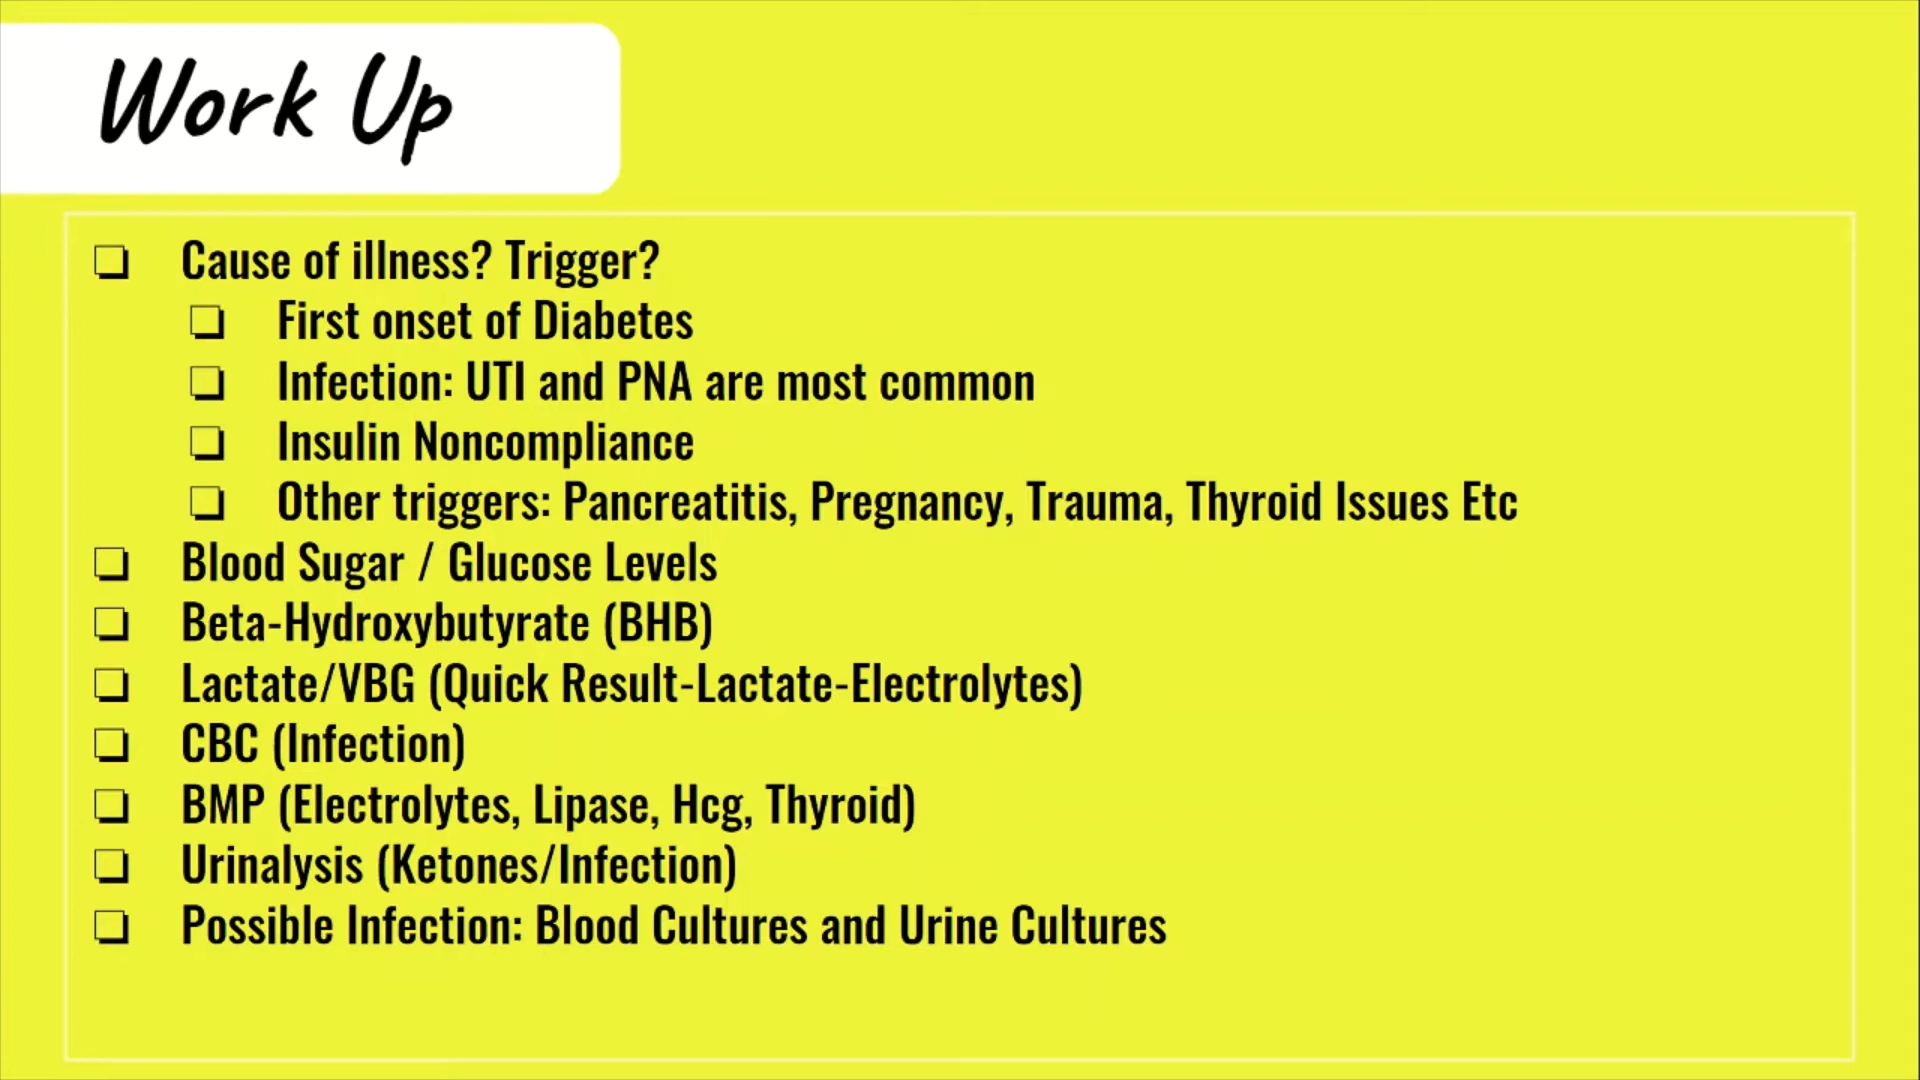 Work Up
Cause of illness? Trigger?
First onset of Diabetes
Infection: UTI and PNA are most common
Insulin Noncompliance
Other triggers: Pancreatitis, Pregnancy, Trauma, Thyroid Issues Etc
Blood Sugar / Glucose Levels
Beta-Hydroxybutyrate (BHB)
Lactate/VBG (Quick Result-Lactate-Electrolytes)
CBC (Infection)
BMP (Electrolytes, Lipase, Hcg, Thyroid)
Urinalysis (Ketones/Infection)
Possible Infection: Blood Cultures and Urine Cultures